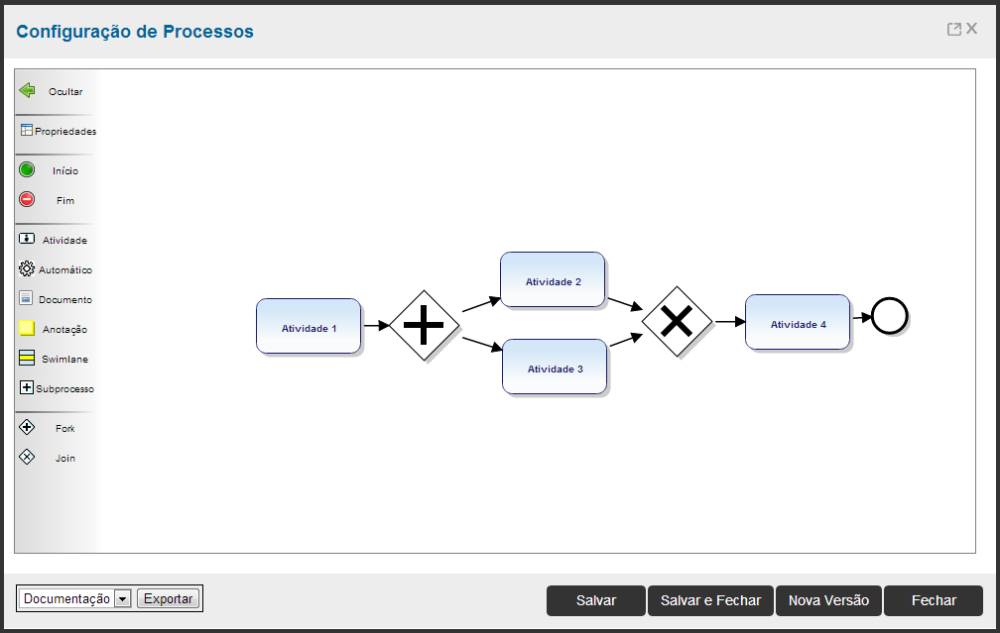 Configuração de Processos
Ocultar
Propriedades
Início
Fim
Atividade
Automático
Documento
Anotação
Swimlane
Subprocesso
Fork
Join
Atividade 1
Atividade 2
Atividade 3
Atividade 4
Documentação
Exportar
Salvar
Salvar e Fechar
Nova Versão
Fechar